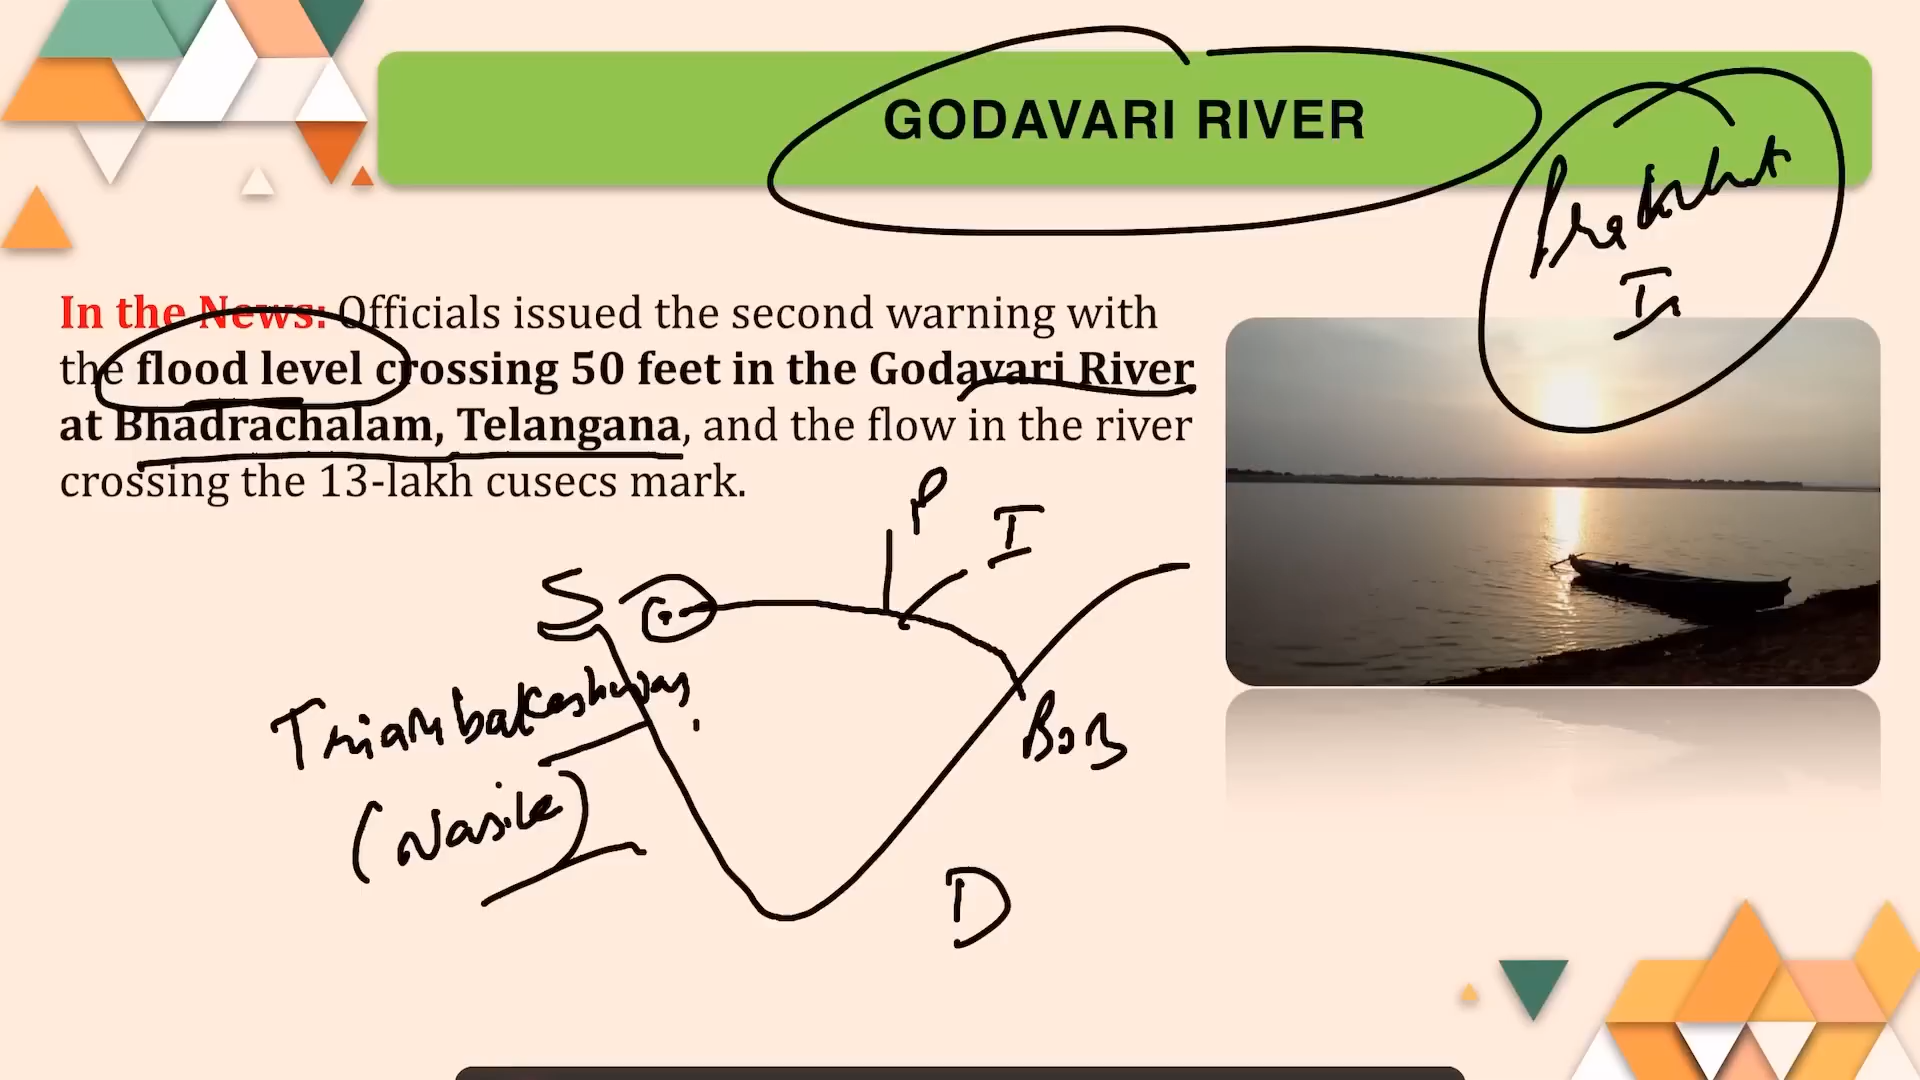 GODAVARI RIVER
In the News: Officials issued the second warning with
the flood level crossing 50 feet in the Godavari River
at Bhadrachalam, Telangana, and the flow in the river
crossing the 13-lakh cusecs mark.
P
I
S
Triambakeshwar
(Nasik)
BOB
D